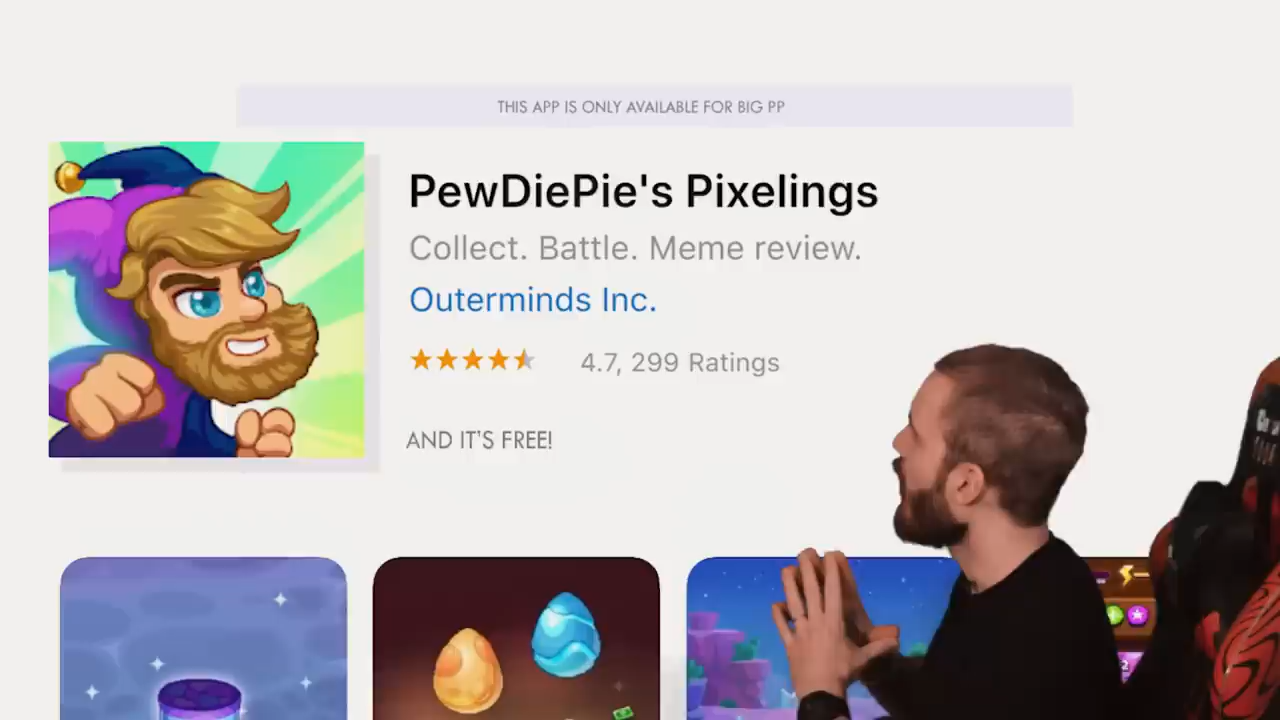 THIS APP IS ONLY AVAILABLE FOR BIG PP
PewDiePie's Pixelings
Collect. Battle. Meme review.
Outerminds Inc.
4.7, 299 Ratings
AND IT'S FREE!